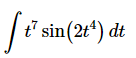 ∫ t⁷ sin(2t⁴) dt